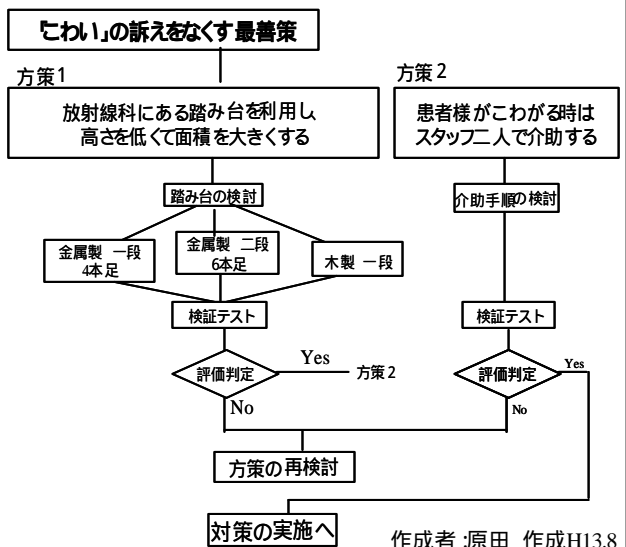 「こわい」の訴えをなくす最善策
方策1
放射線科にある踏み台を利用し、
高さを低くて面積を大きくする
方策2
患者様がこわがる時は
スタッフ二人で介助する
踏み台の検討
介助手順の検討
金属製 一段
4本足
金属製 二段
6本足
木製 一段
検証テスト
検証テスト
評価判定
Yes
方策2
No
評価判定
Yes
No
方策の再検討
対策の実施へ
作成者:原田 作成H13.8